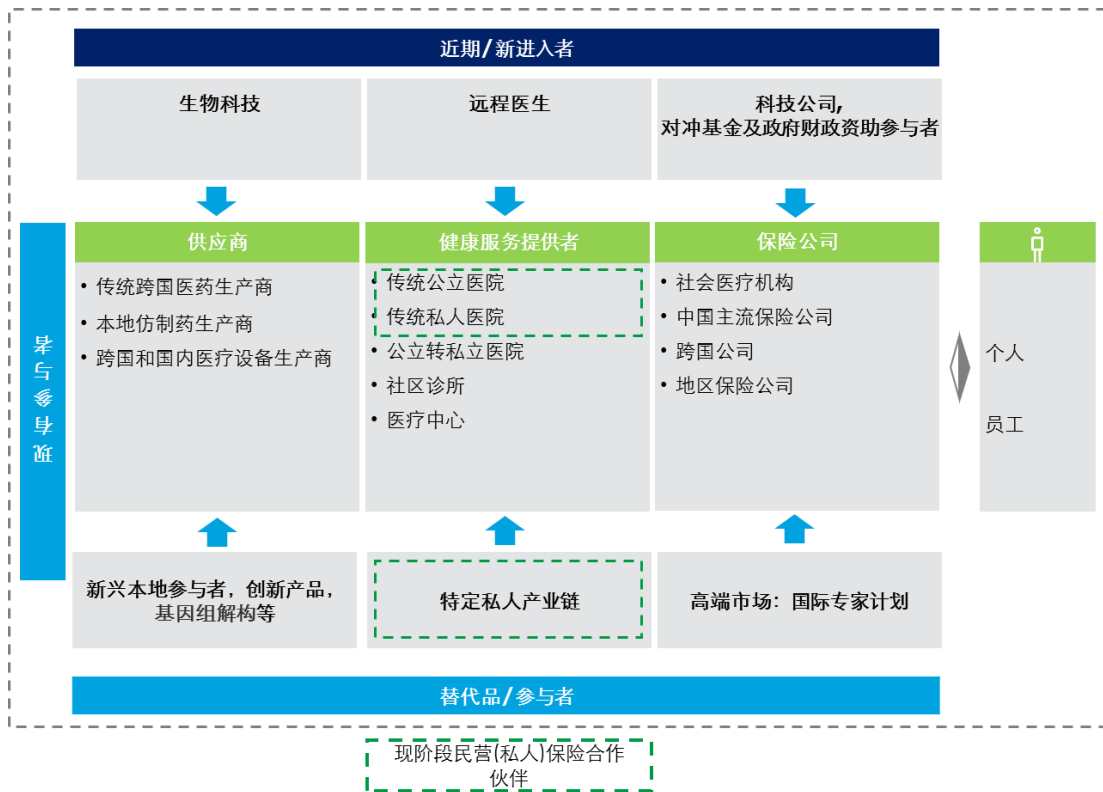 近期/新进入者
生物科技
远程医生
科技公司,
对冲基金及政府财政资助参与者
现有参与者
供应商
• 传统跨国医药生产商
• 本地仿制药生产商
• 跨国和国内医疗设备生产商
健康服务提供者
• 传统公立医院
• 传统私人医院
• 公立转私立医院
• 社区诊所
• 医疗中心
保险公司
• 社会医疗机构
• 中国主流保险公司
• 跨国公司
• 地区保险公司
个人
员工
新兴本地参与者，创新产品，
基因组解构等
特定私人产业链
高端市场：国际专家计划
替代品/参与者
现阶段民营(私人)保险合作
伙伴